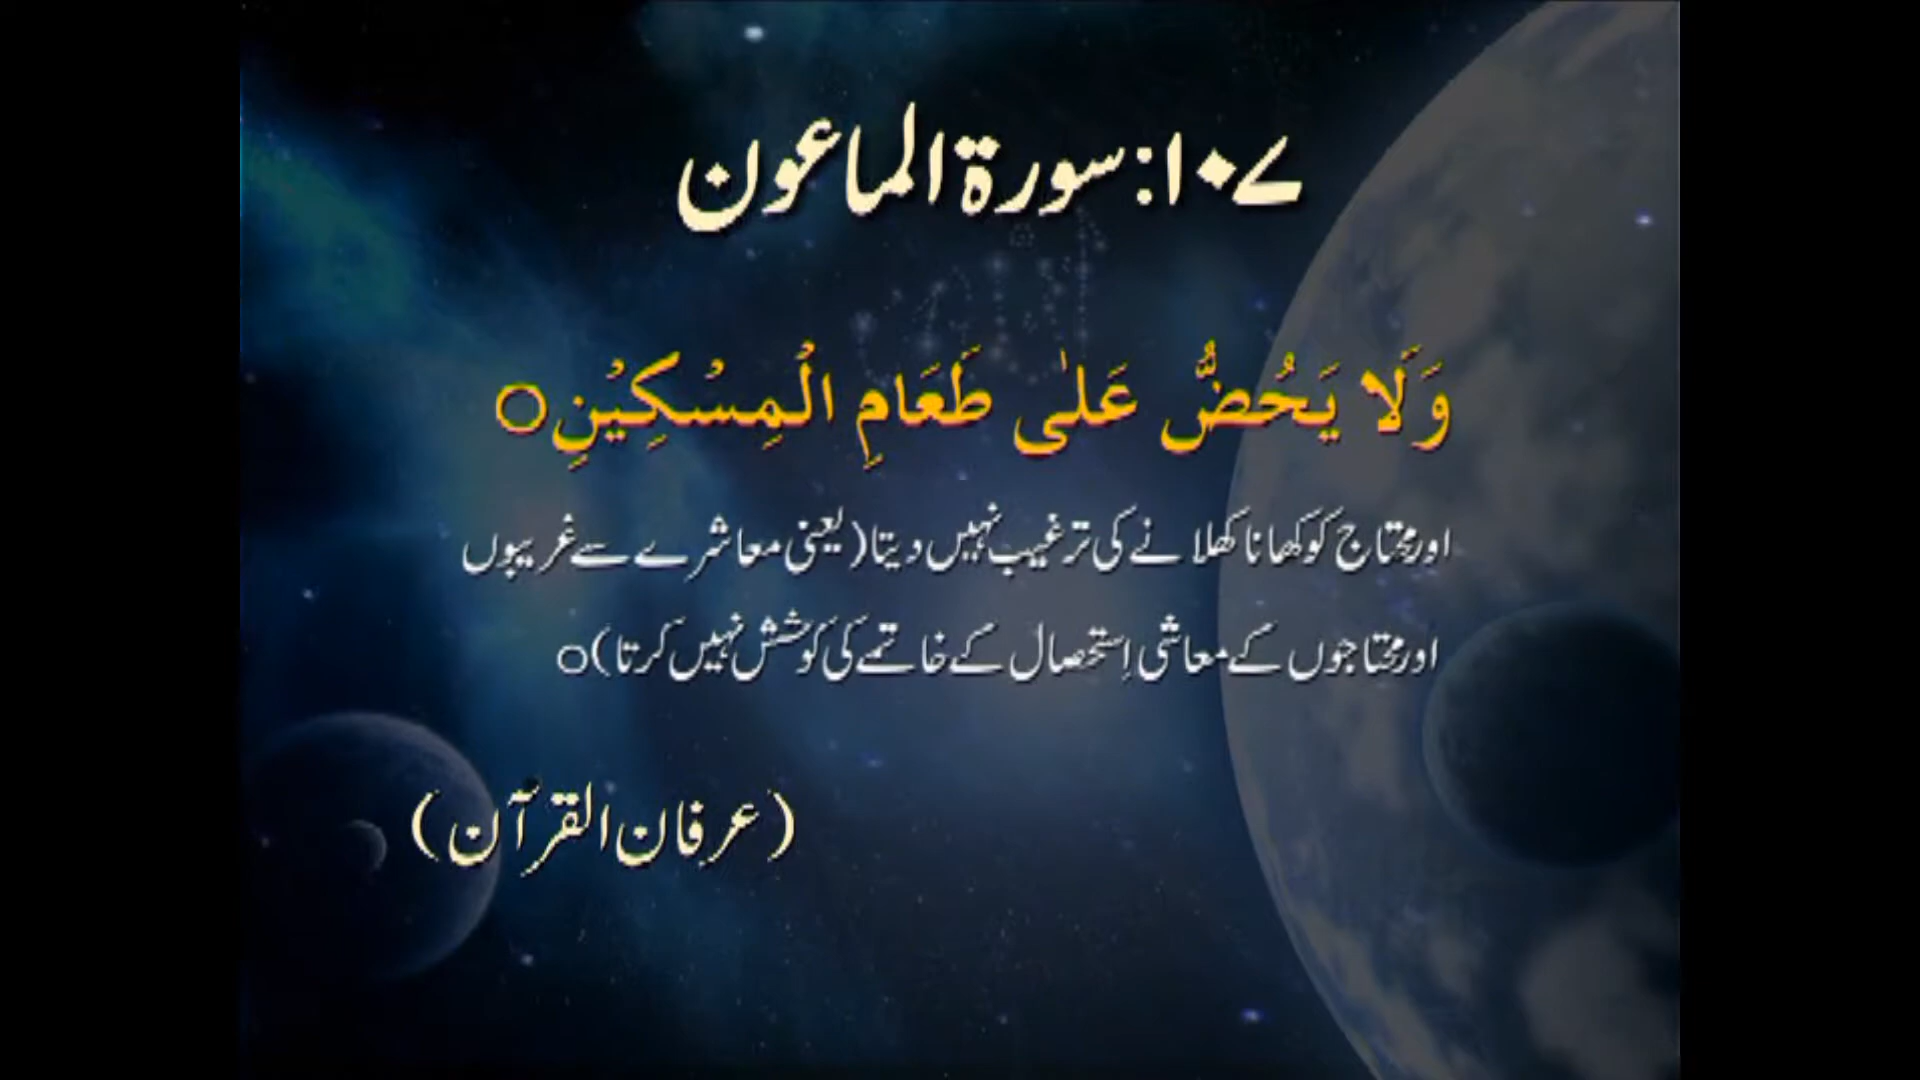 ۱۰۷:سورۃ الماعون
وَلَا يَحُضُّ عَلٰى طَعَامِ الْمِسْكِيْنِ○
اور محتاج کو کھانا کھلانے کی ترغیب نہیں دیتا (یعنی معاشرے سے غریبوں
اور محتاجوں کے معاشی اِستحصال کے خاتمے کی کوشش نہیں کرتا)○
(عرفان القرآن)